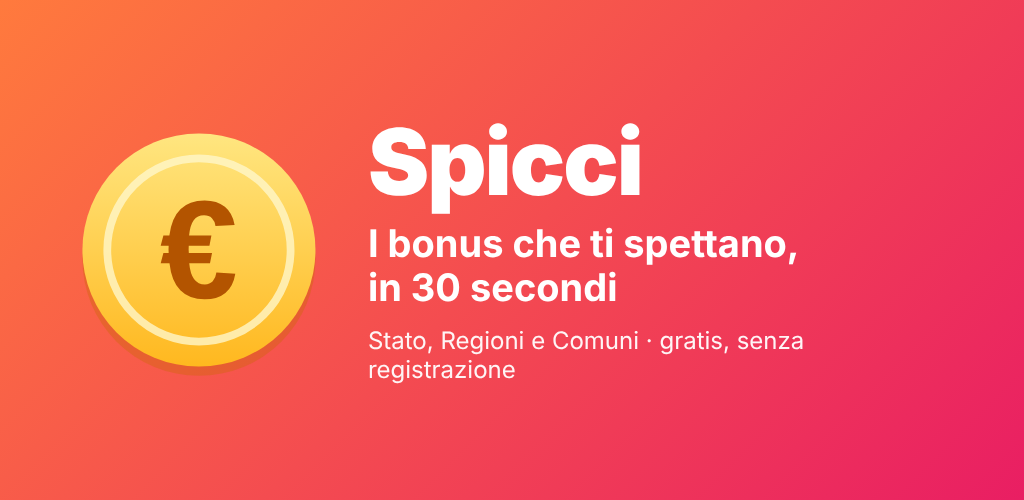 €
Spicci
I bonus che ti spettano,
in 30 secondi
Stato, Regioni e Comuni · gratis, senza
registrazione